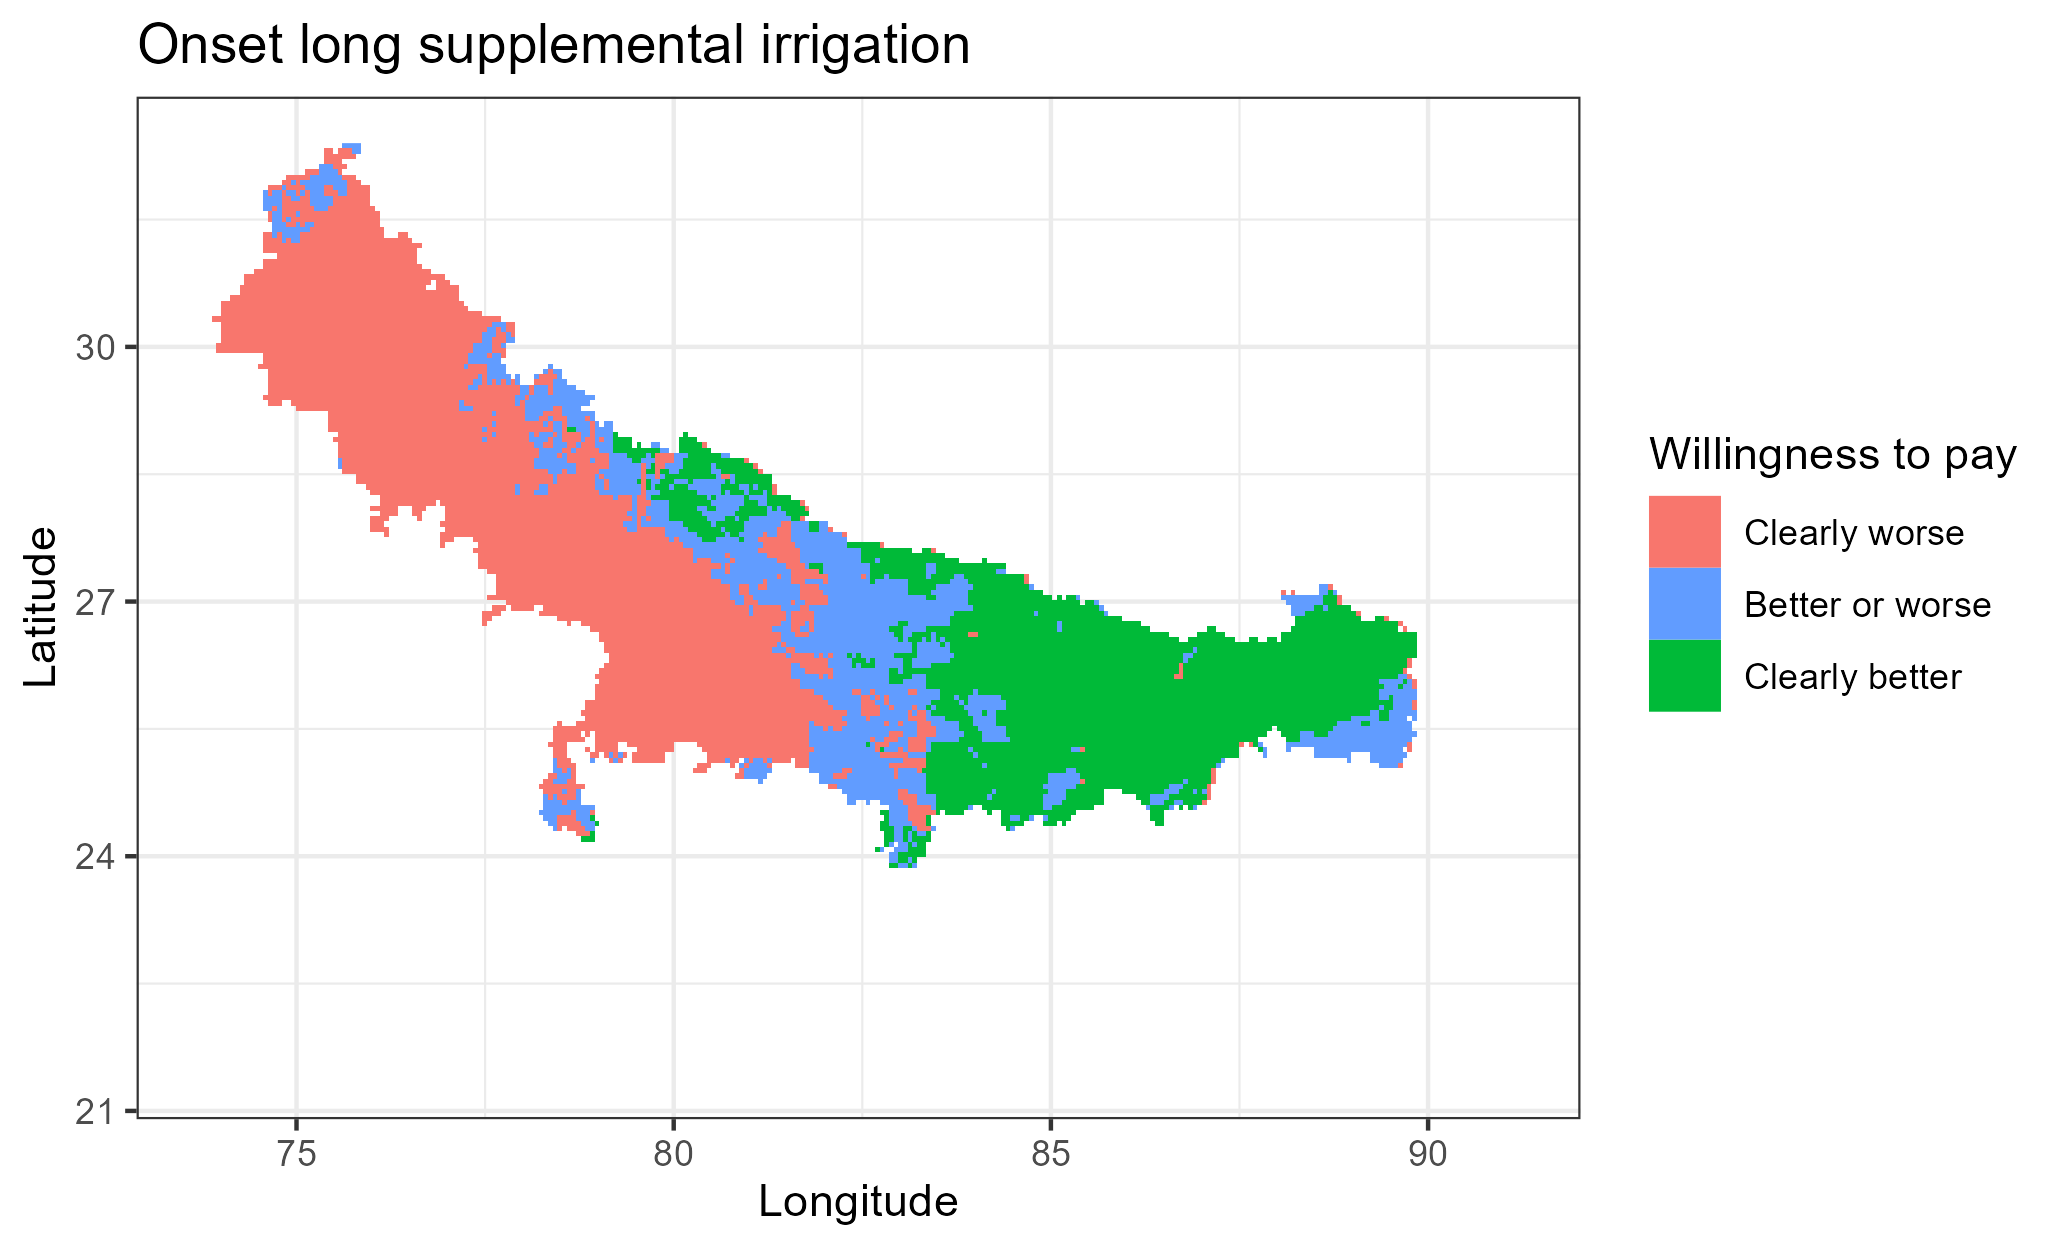 Onset long supplemental irrigation
30
27
24
21
75
80
85
90
Latitude
Longitude
Willingness to pay
Clearly worse
Better or worse
Clearly better